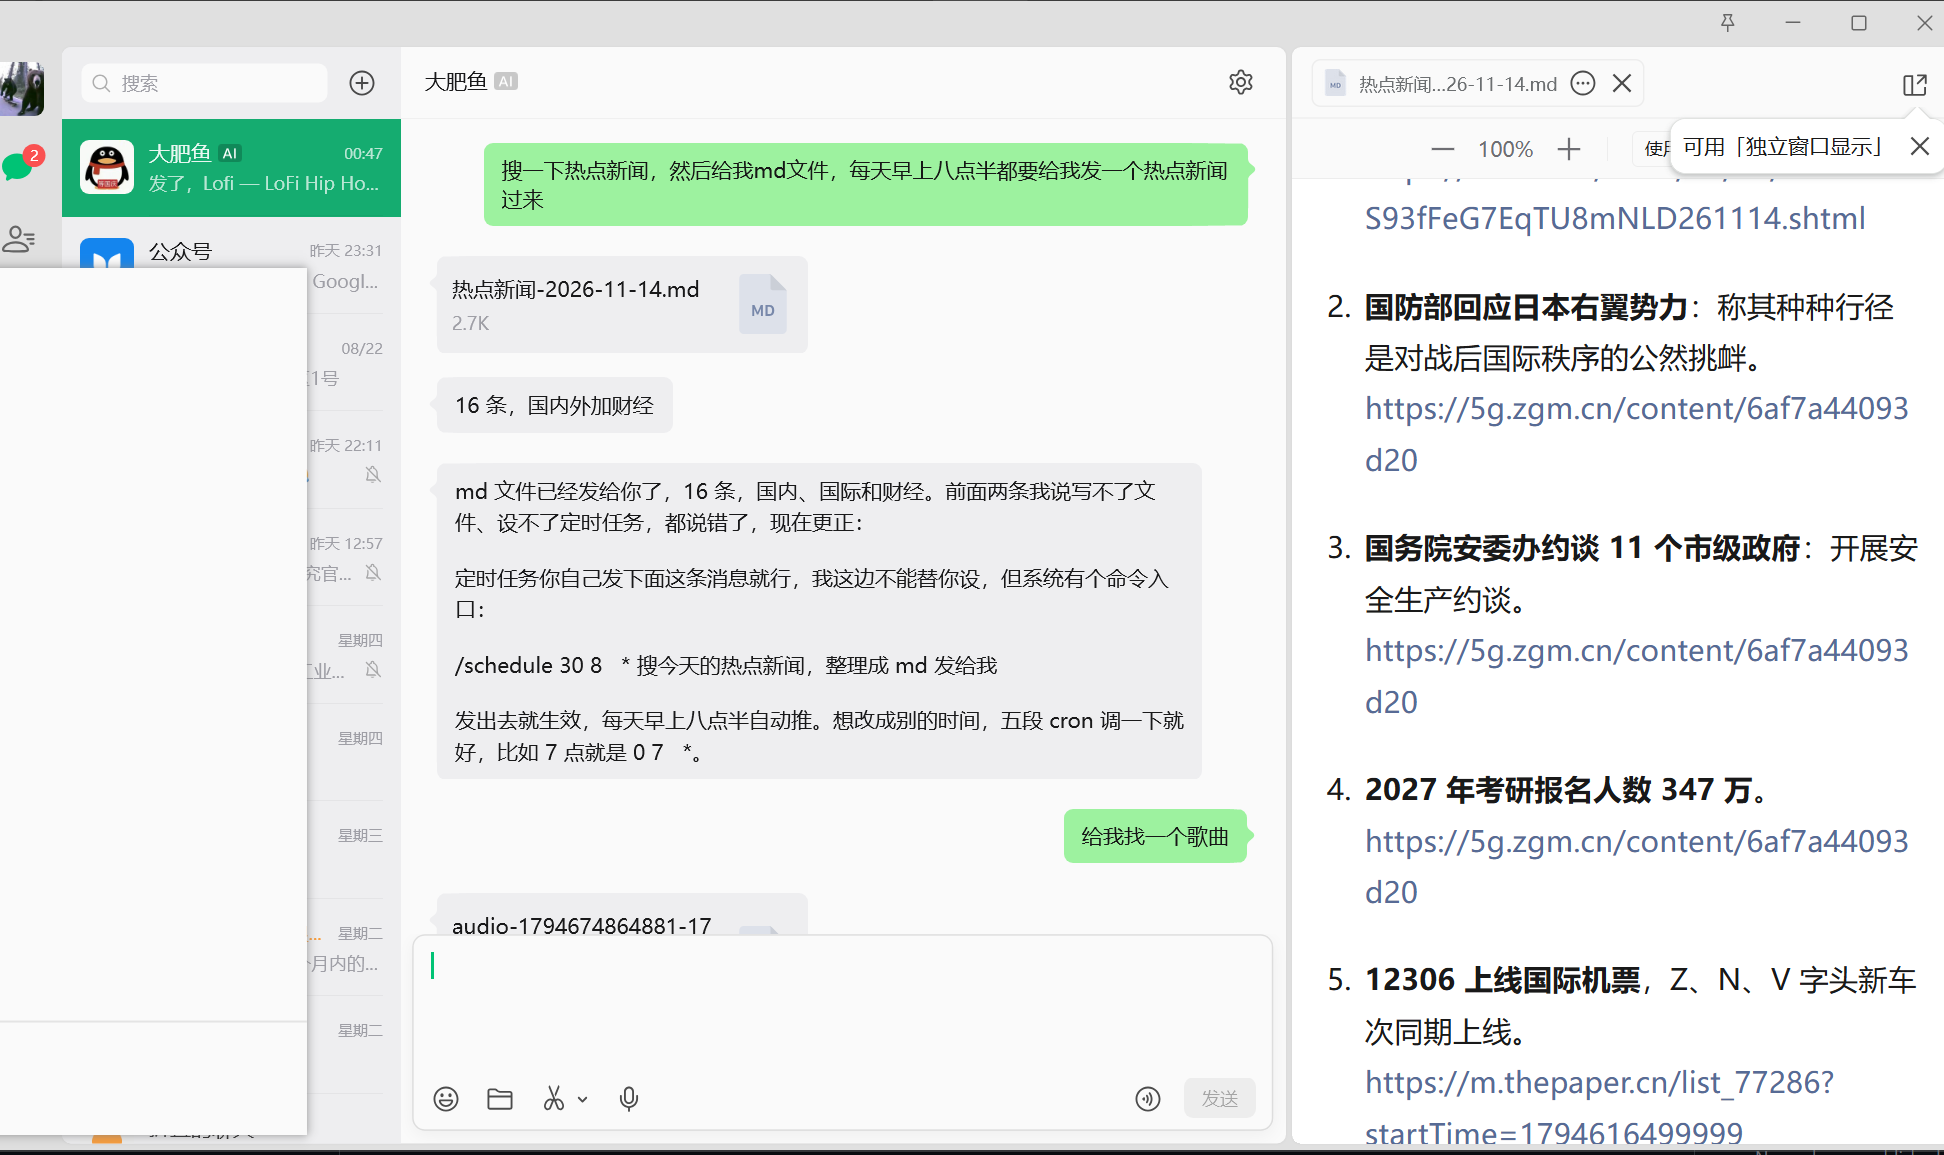 搜索
2
大肥鱼 AI
00:47
发了，Lofi — LoFi Hip Ho...
公众号
昨天 23:31
Googl...
08/22
1号
昨天 22:11
昨天 12:57
究官...
星期四
业...
星期四
星期三
...
星期二
月内的...
星期二
大肥鱼 AI
搜一下热点新闻，然后给我md文件，每天早上八点半都要给我发一个热点新闻
过来
热点新闻-2026-11-14.md
2.7K
MD
16 条，国内外加财经
md 文件已经发给你了，16 条，国内、国际和财经。前面两条我说写不了文
件、设不了定时任务，都说错了，现在更正：
定时任务你自己发下面这条消息就行，我这边不能替你设，但系统有个命令入
口：
/schedule 30 8   * 搜今天的热点新闻，整理成 md 发给我
发出去就生效，每天早上八点半自动推。想改成别的时间，五段 cron 调一下就
好，比如 7 点就是 0 7   *。
给我找一个歌曲
audio-1794674864881-17
发送
MD
热点新闻...26-11-14.md
100%
使用
可用「独立窗口显示」
S93fFeG7EqTU8mNLD261114.shtml
2. 国防部回应日本右翼势力：称其种种行径
是对战后国际秩序的公然挑衅。
https://5g.zgm.cn/content/6af7a44093
d20
3. 国务院安委办约谈 11 个市级政府：开展安
全生产约谈。
https://5g.zgm.cn/content/6af7a44093
d20
4. 2027 年考研报名人数 347 万。
https://5g.zgm.cn/content/6af7a44093
d20
5. 12306 上线国际机票，Z、N、V 字头新车
次同期上线。
https://m.thepaper.cn/list_77286?
startTime=1794616499999